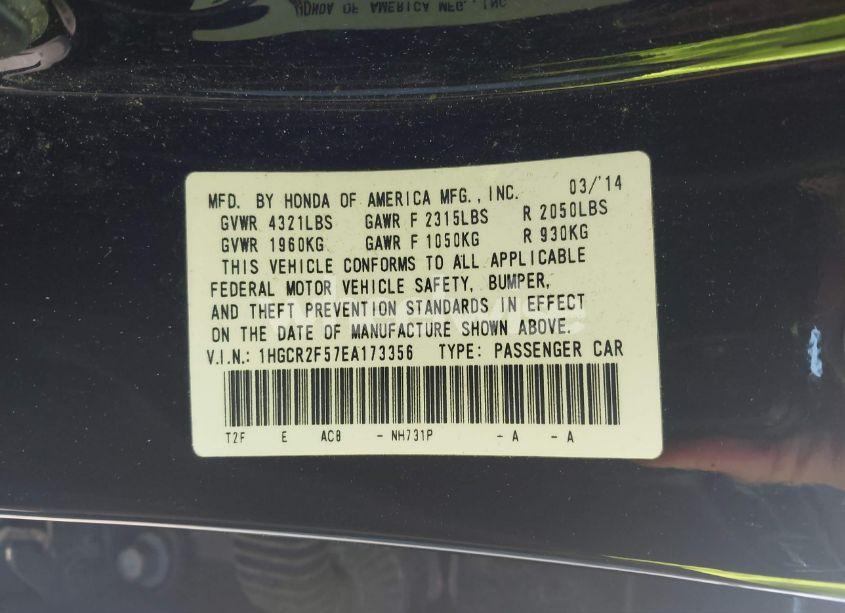 MFD. BY HONDA OF AMERICA MFG., INC. 03/'14
GVWR 4321LBS GAWR F 2315LBS R 2050LBS
GVWR 1960KG GAWR F 1050KG R 930KG
THIS VEHICLE CONFORMS TO ALL APPLICABLE
FEDERAL MOTOR VEHICLE SAFETY, BUMPER,
AND THEFT PREVENTION STANDARDS IN EFFECT
ON THE DATE OF MANUFACTURE SHOWN ABOVE.
V.I.N.: 1HGCR2F57EA173356 TYPE: PASSENGER CAR
T2F E AC8 - NH731P - A - A